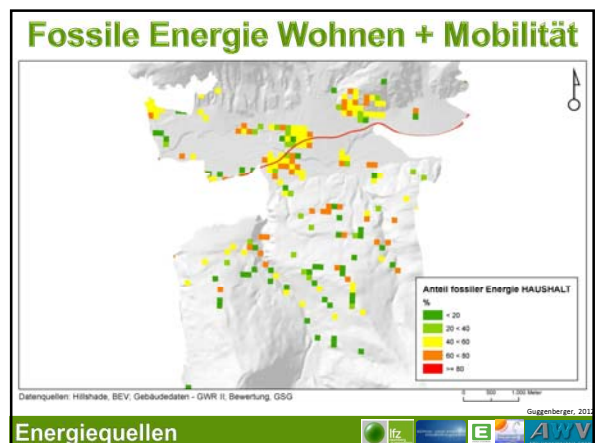 Fossile Energie Wohnen + Mobilität
Anteil fossiler Energie HAUSHALT
%
< 20
20 < 40
40 < 60
60 < 80
>= 80
Datenquellen: Hillshade, BEV; Gebäudedaten - GWR II; Bewertung, GSG
0 500 1.000 Meter
Guggenberger, 2012
Energiequellen
lfz
E
AWV